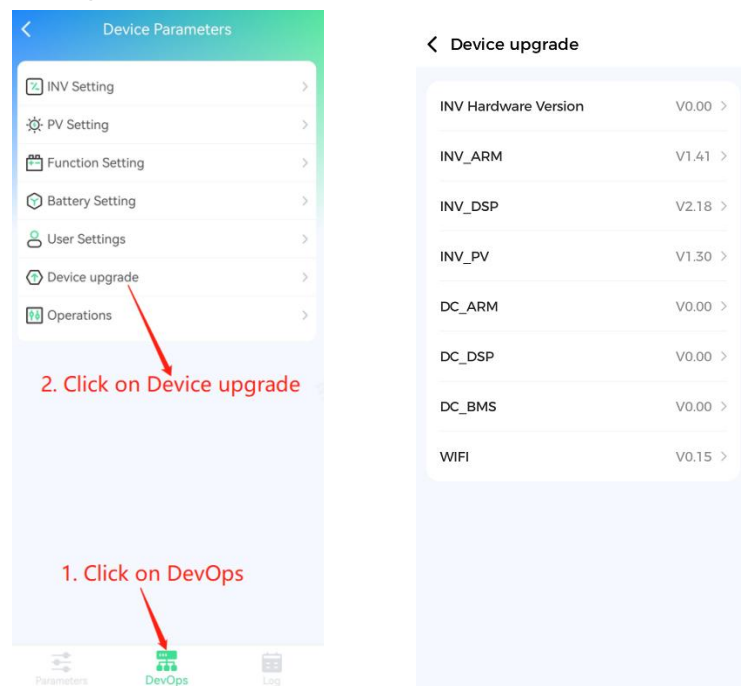 Device Parameters
INV Setting
PV Setting
Function Setting
Battery Setting
User Settings
Device upgrade
Operations
2. Click on Device upgrade
1. Click on DevOps
Parameters
DevOps
Log
Device upgrade
INV Hardware Version V0.00
INV_ARM V1.41
INV_DSP V2.18
INV_PV V1.30
DC_ARM V0.00
DC_DSP V0.00
DC_BMS V0.00
WIFI V0.15